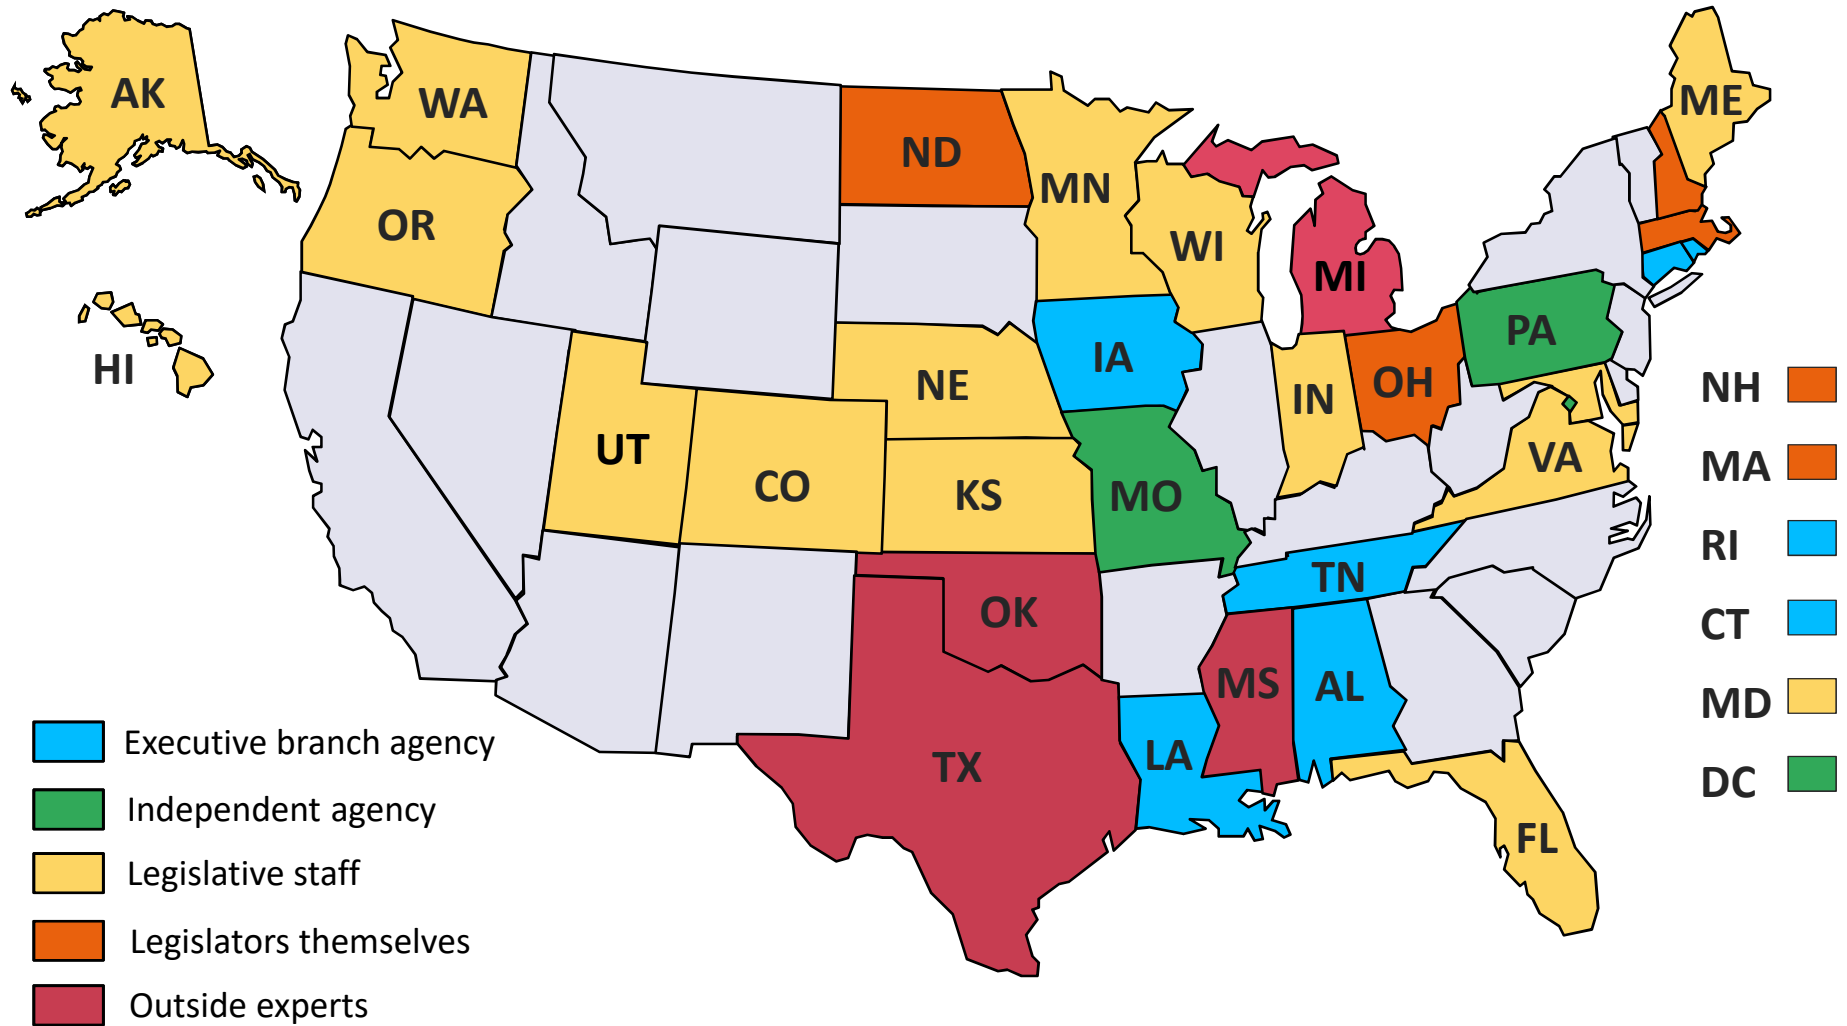 AK
WA
ME
ND
MN
OR
WI
MI
PA
HI
IA
NE
IN
OH
NH
UT
VA
MA
CO
KS
MO
RI
TN
OK
CT
MS
AL
MD
Executive branch agency
LA
TX
DC
Independent agency
FL
Legislative staff
Legislators themselves
Outside experts